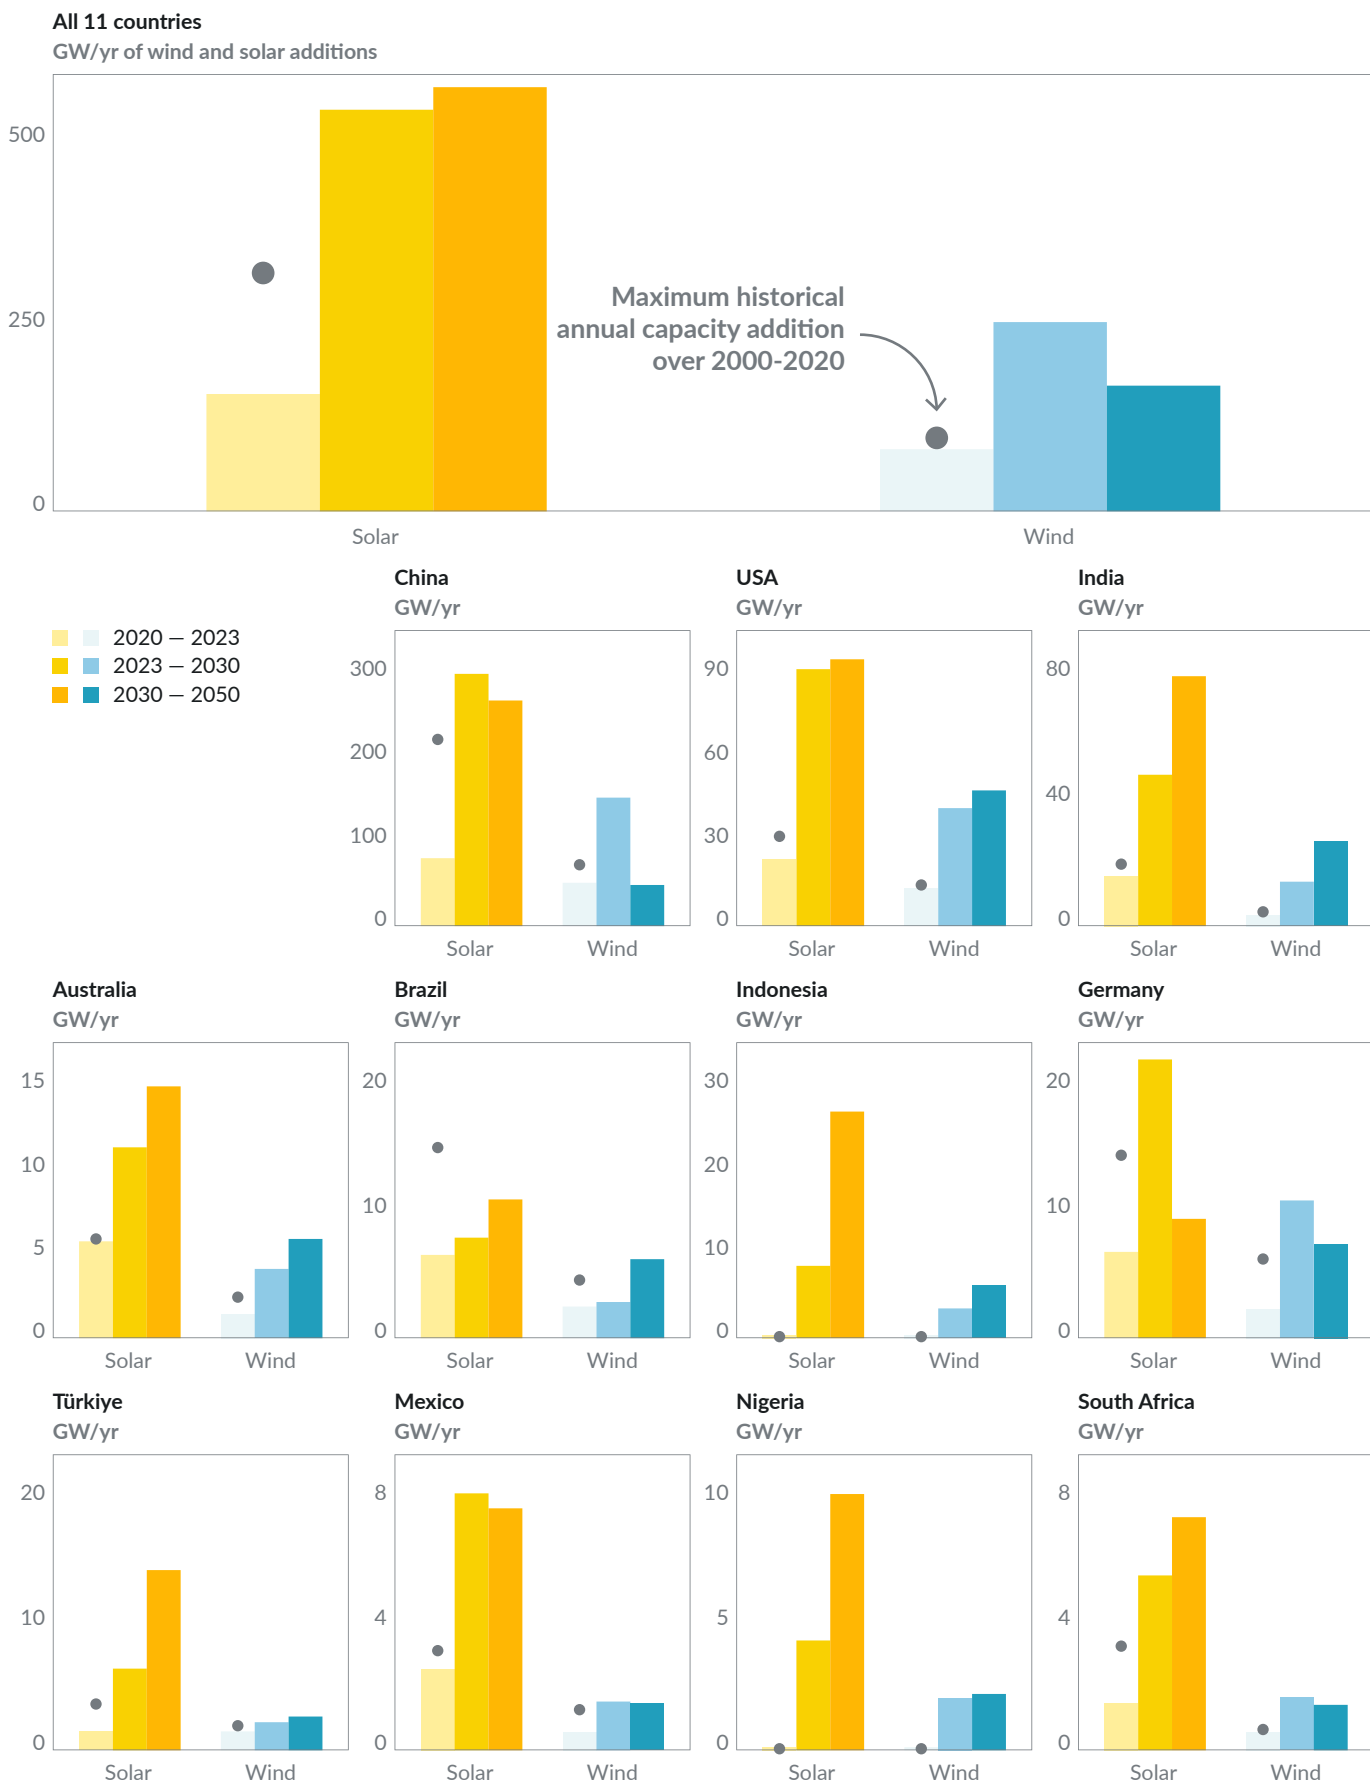 All 11 countries
GW/yr of wind and solar additions
500
250
0
Maximum historical
annual capacity addition
over 2000-2020
Solar
Wind
2020 — 2023
2023 — 2030
2030 — 2050
China
GW/yr
300
200
100
0
Solar
Wind
USA
GW/yr
90
60
30
0
Solar
Wind
India
GW/yr
80
40
0
Solar
Wind
Australia
GW/yr
15
10
5
0
Solar
Wind
Brazil
GW/yr
20
10
0
Solar
Wind
Indonesia
GW/yr
30
20
10
0
Solar
Wind
Germany
GW/yr
20
10
0
Solar
Wind
Türkiye
GW/yr
20
10
0
Solar
Wind
Mexico
GW/yr
8
4
0
Solar
Wind
Nigeria
GW/yr
10
5
0
Solar
Wind
South Africa
GW/yr
8
4
0
Solar
Wind